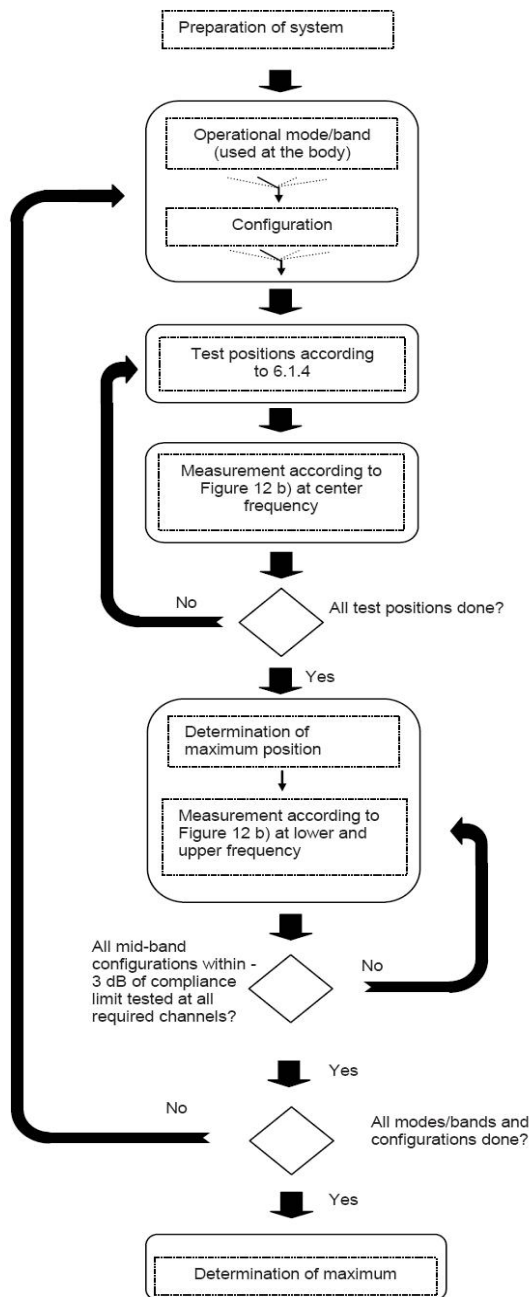 Preparation of system
Operational mode/band
(used at the body)
Configuration
Test positions according
to 6.1.4
Measurement according to
Figure 12 b) at center
frequency
No
All test positions done?
Yes
Determination of
maximum position
Measurement according to
Figure 12 b) at lower and
upper frequency
All mid-band
configurations within -
3 dB of compliance
limit tested at all
required channels?
No
Yes
No
All modes/bands and
configurations done?
Yes
Determination of maximum